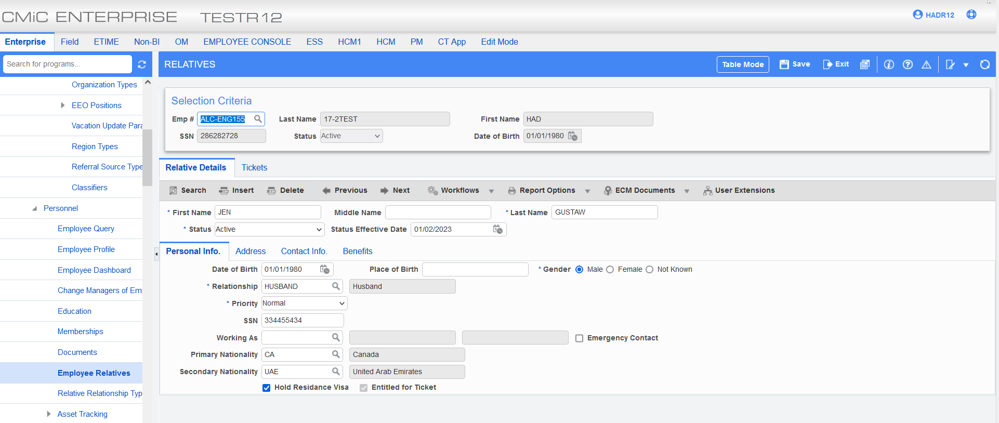 CMiC ENTERPRISE TESTR12 HADR12
Enterprise Field ETIME Non-BI OM EMPLOYEE CONSOLE ESS HCM1 HCM PM CT App Edit Mode
Search for programs... RELATIVES Table Mode Save Exit
Organization Types
EEO Positions
Vacation Update Para
Region Types
Referral Source Type
Classifiers
Personnel
Employee Query
Employee Profile
Employee Dashboard
Change Managers of Em
Education
Memberships
Documents
Employee Relatives
Relative Relationship Typ
Asset Tracking
Selection Criteria
Emp # ALC-ENG155 Last Name 17-2TEST First Name HAD
SSN 286282728 Status Active Date of Birth 01/01/1980
Relative Details Tickets
Search Insert Delete Previous Next Workflows Report Options ECM Documents User Extensions
* First Name JEN Middle Name * Last Name GUSTAW
* Status Active Status Effective Date 01/02/2023
Personal Info. Address Contact Info. Benefits
Date of Birth 01/01/1980 Place of Birth * Gender Male Female Not Known
* Relationship HUSBAND Husband
* Priority Normal
SSN 334455434
Working As Emergency Contact
Primary Nationality CA Canada
Secondary Nationality UAE United Arab Emirates
Hold Residance Visa Entitled for Ticket